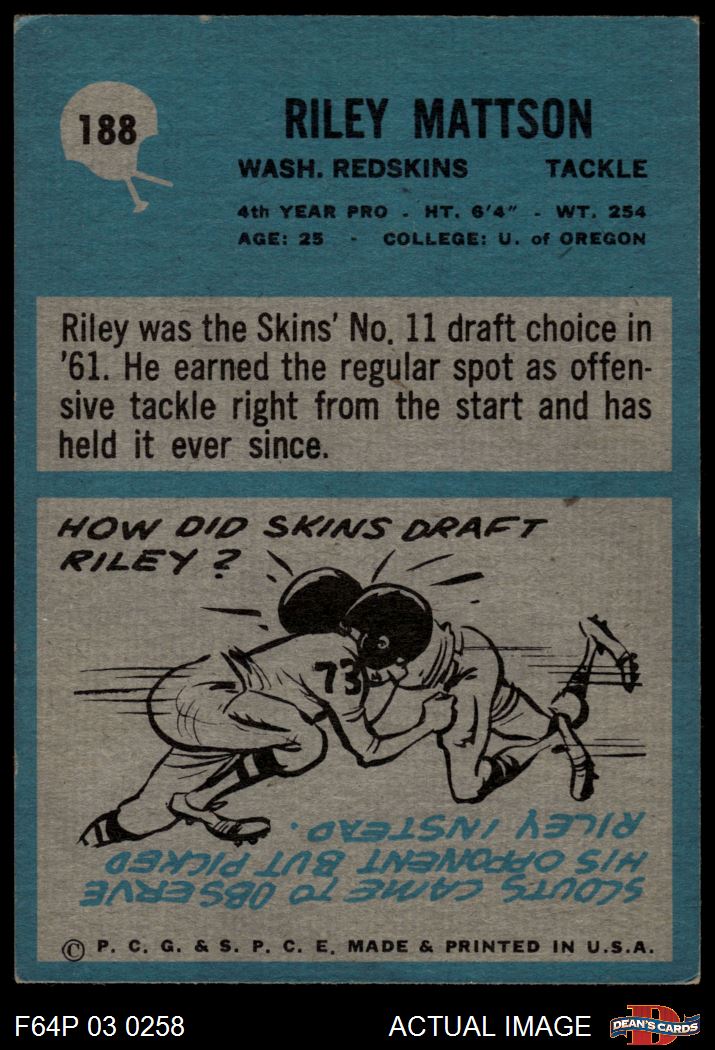 188
RILEY MATTSON
WASH. REDSKINS TACKLE
4th YEAR PRO - HT. 6'4" - WT. 254
AGE: 25 - COLLEGE: U. of OREGON
Riley was the Skins' No. 11 draft choice in
'61. He earned the regular spot as offen-
sive tackle right from the start and has
held it ever since.
HOW DID SKINS DRAFT
RILEY?
73
SCOUTS CAME TO OBSERVE
HIS OPPONENT BUT PICKED
RILEY INSTEAD.
© P. C. G. & S. P. C. E. MADE & PRINTED IN U.S.A.
F64P 03 0258 ACTUAL IMAGE
D
DEAN'S CARDS